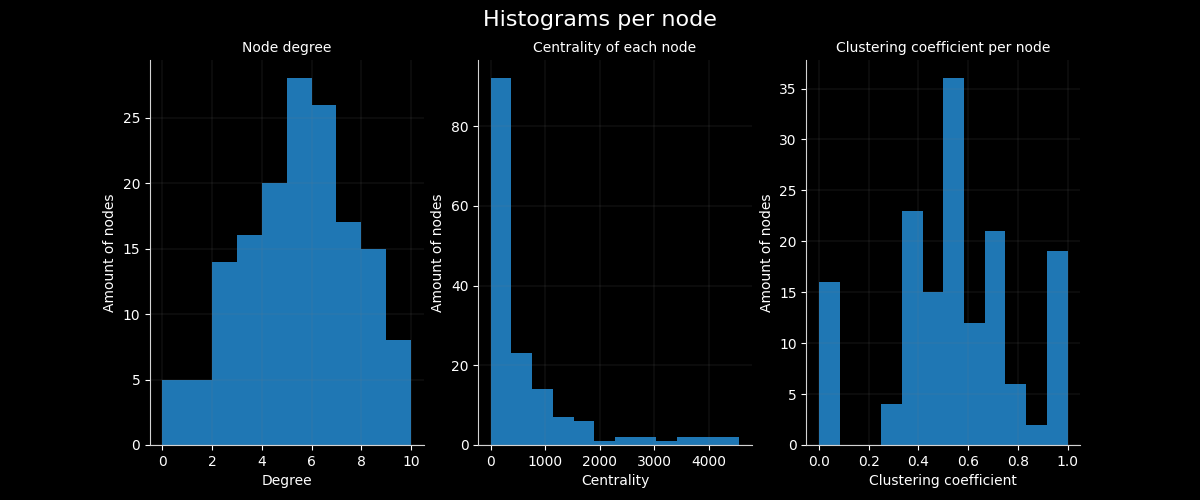 Histograms per node
Node degree
Amount of nodes
25
20
15
10
5
0
0 2 4 6 8 10
Degree
Centrality of each node
Amount of nodes
80
60
40
20
0
0 1000 2000 3000 4000
Centrality
Clustering coefficient per node
Amount of nodes
35
30
25
20
15
10
5
0
0.0 0.2 0.4 0.6 0.8 1.0
Clustering coefficient